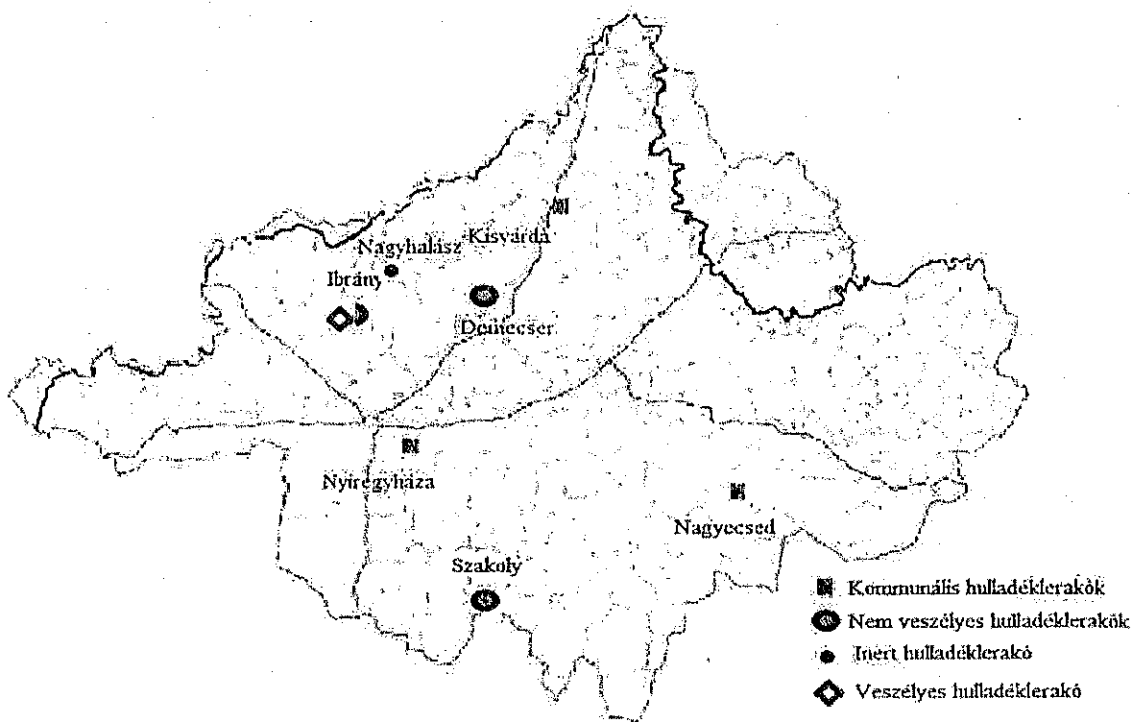 Kisvárda
Nagyhalász
Ibrány
Demecser
Nyíregyháza
Nagyecsed
Szakoly
Kommunális hulladéklerakók
Nem veszélyes hulladéklerakók
Inert hulladéklerakó
Veszélyes hulladéklerakó